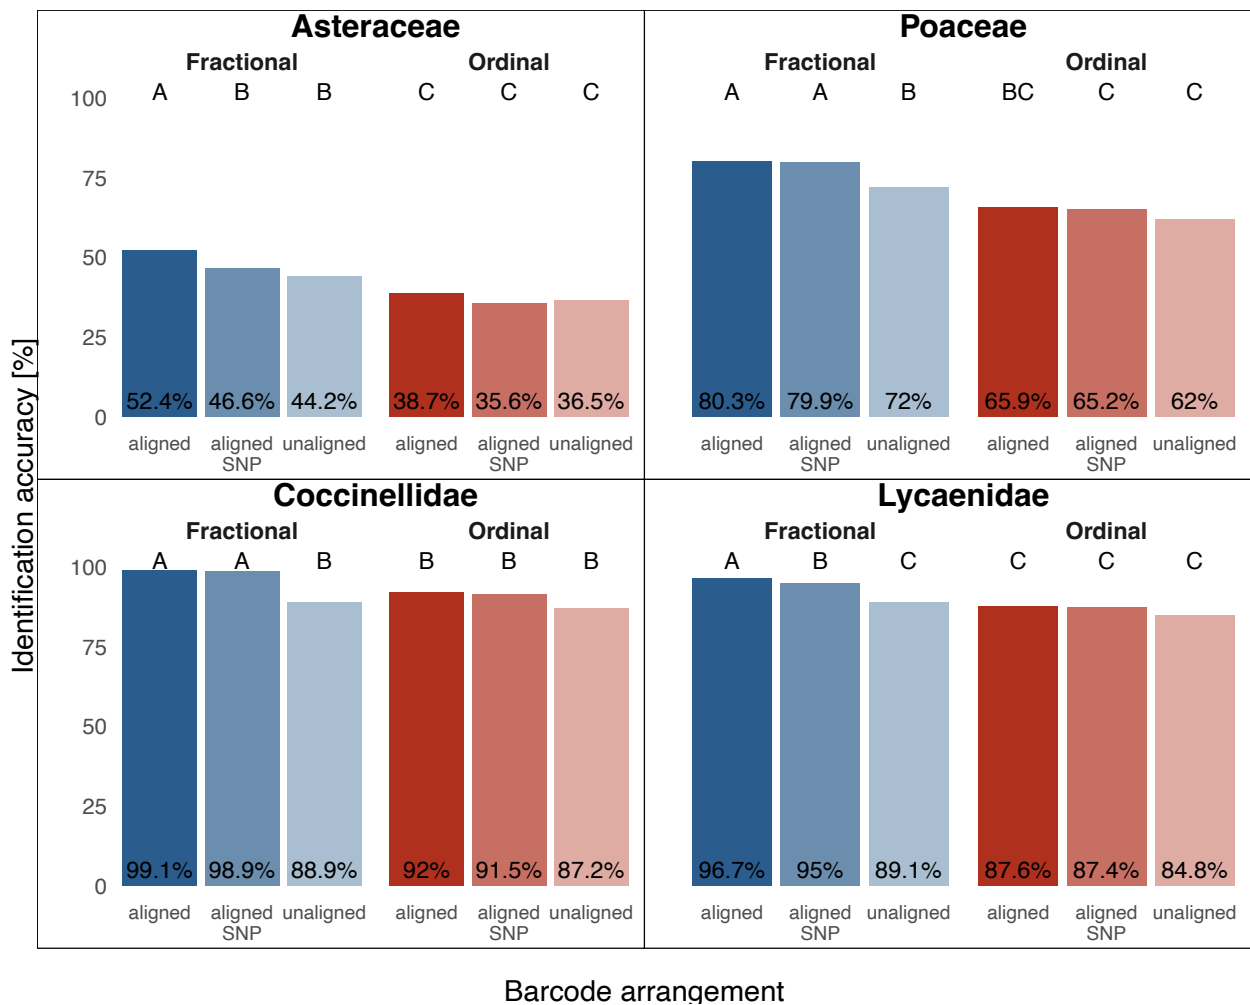 Asteraceae
Fractional Ordinal
A B B C C C
100
75
50
25
0
52.4% 46.6% 44.2% 38.7% 35.6% 36.5%
aligned aligned SNP unaligned aligned aligned SNP unaligned
Poaceae
Fractional Ordinal
A A B BC C C
80.3% 79.9% 72% 65.9% 65.2% 62%
aligned aligned SNP unaligned aligned aligned SNP unaligned
Coccinellidae
Fractional Ordinal
A A B B B B
100
75
50
25
0
99.1% 98.9% 88.9% 92% 91.5% 87.2%
aligned aligned SNP unaligned aligned aligned SNP unaligned
Lycaenidae
Fractional Ordinal
A B C C C C
96.7% 95% 89.1% 87.6% 87.4% 84.8%
aligned aligned SNP unaligned aligned aligned SNP unaligned
Identification accuracy [%]
Barcode arrangement